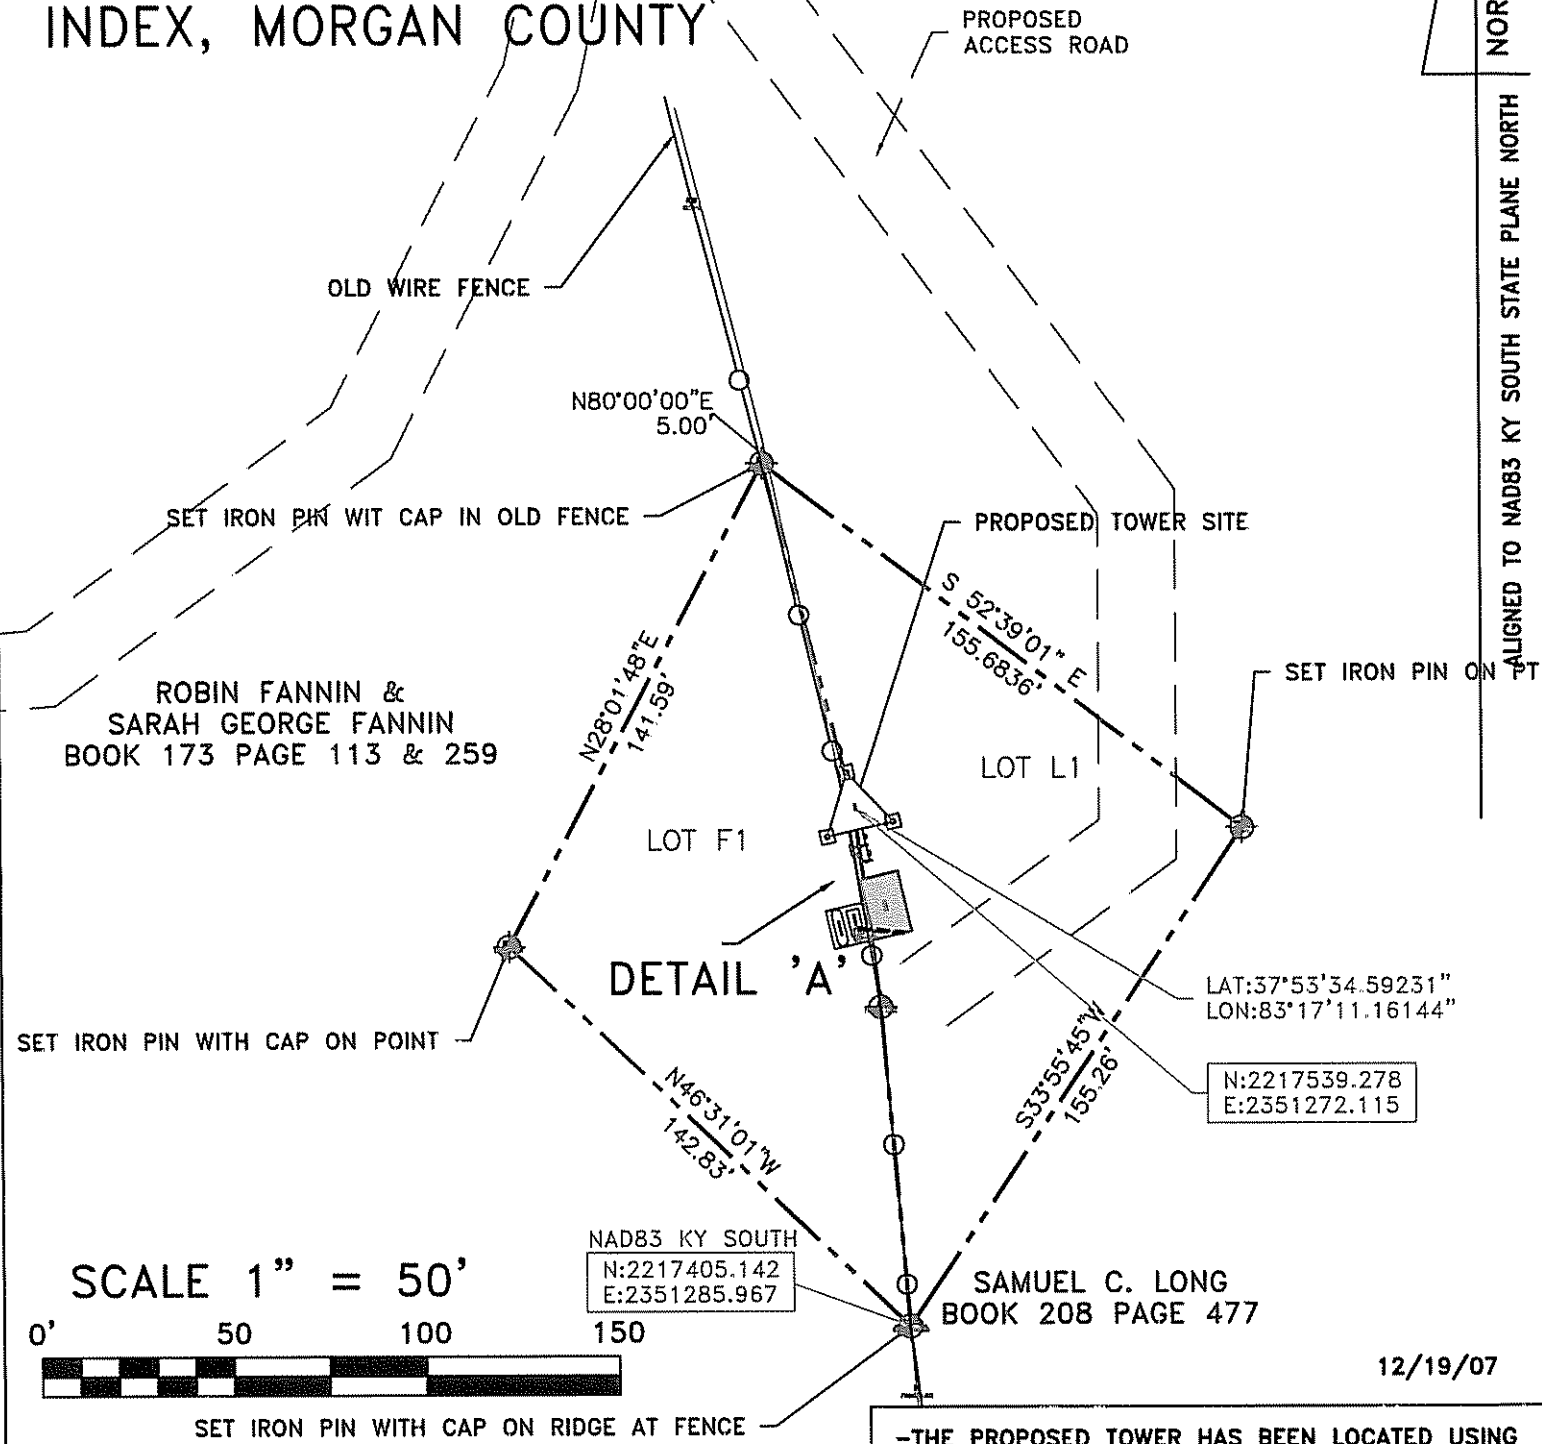 INDEX, MORGAN COUNTY
PROPOSED
ACCESS ROAD
ALIGNED TO NAD83 KY SOUTH STATE PLANE NORTH
OLD WIRE FENCE
N80°00'00"E
5.00'
SET IRON PIN WIT CAP IN OLD FENCE
PROPOSED TOWER SITE
S 52°39'01" E
155.6836'
SET IRON PIN ON PT
N28°01'48"E
141.59'
ROBIN FANNIN &
SARAH GEORGE FANNIN
BOOK 173 PAGE 113 & 259
LOT L1
LOT F1
DETAIL 'A'
LAT:37°53'34.59231"
LON:83°17'11.16144"
SET IRON PIN WITH CAP ON POINT
N:2217539.278
E:2351272.115
S33°55'45"W
155.26'
N46°31'01"W
142.83'
NAD83 KY SOUTH
N:2217405.142
E:2351285.967
SAMUEL C. LONG
BOOK 208 PAGE 477
SCALE 1" = 50'
0' 50 100 150
12/19/07
SET IRON PIN WITH CAP ON RIDGE AT FENCE
-THE PROPOSED TOWER HAS BEEN LOCATED USING